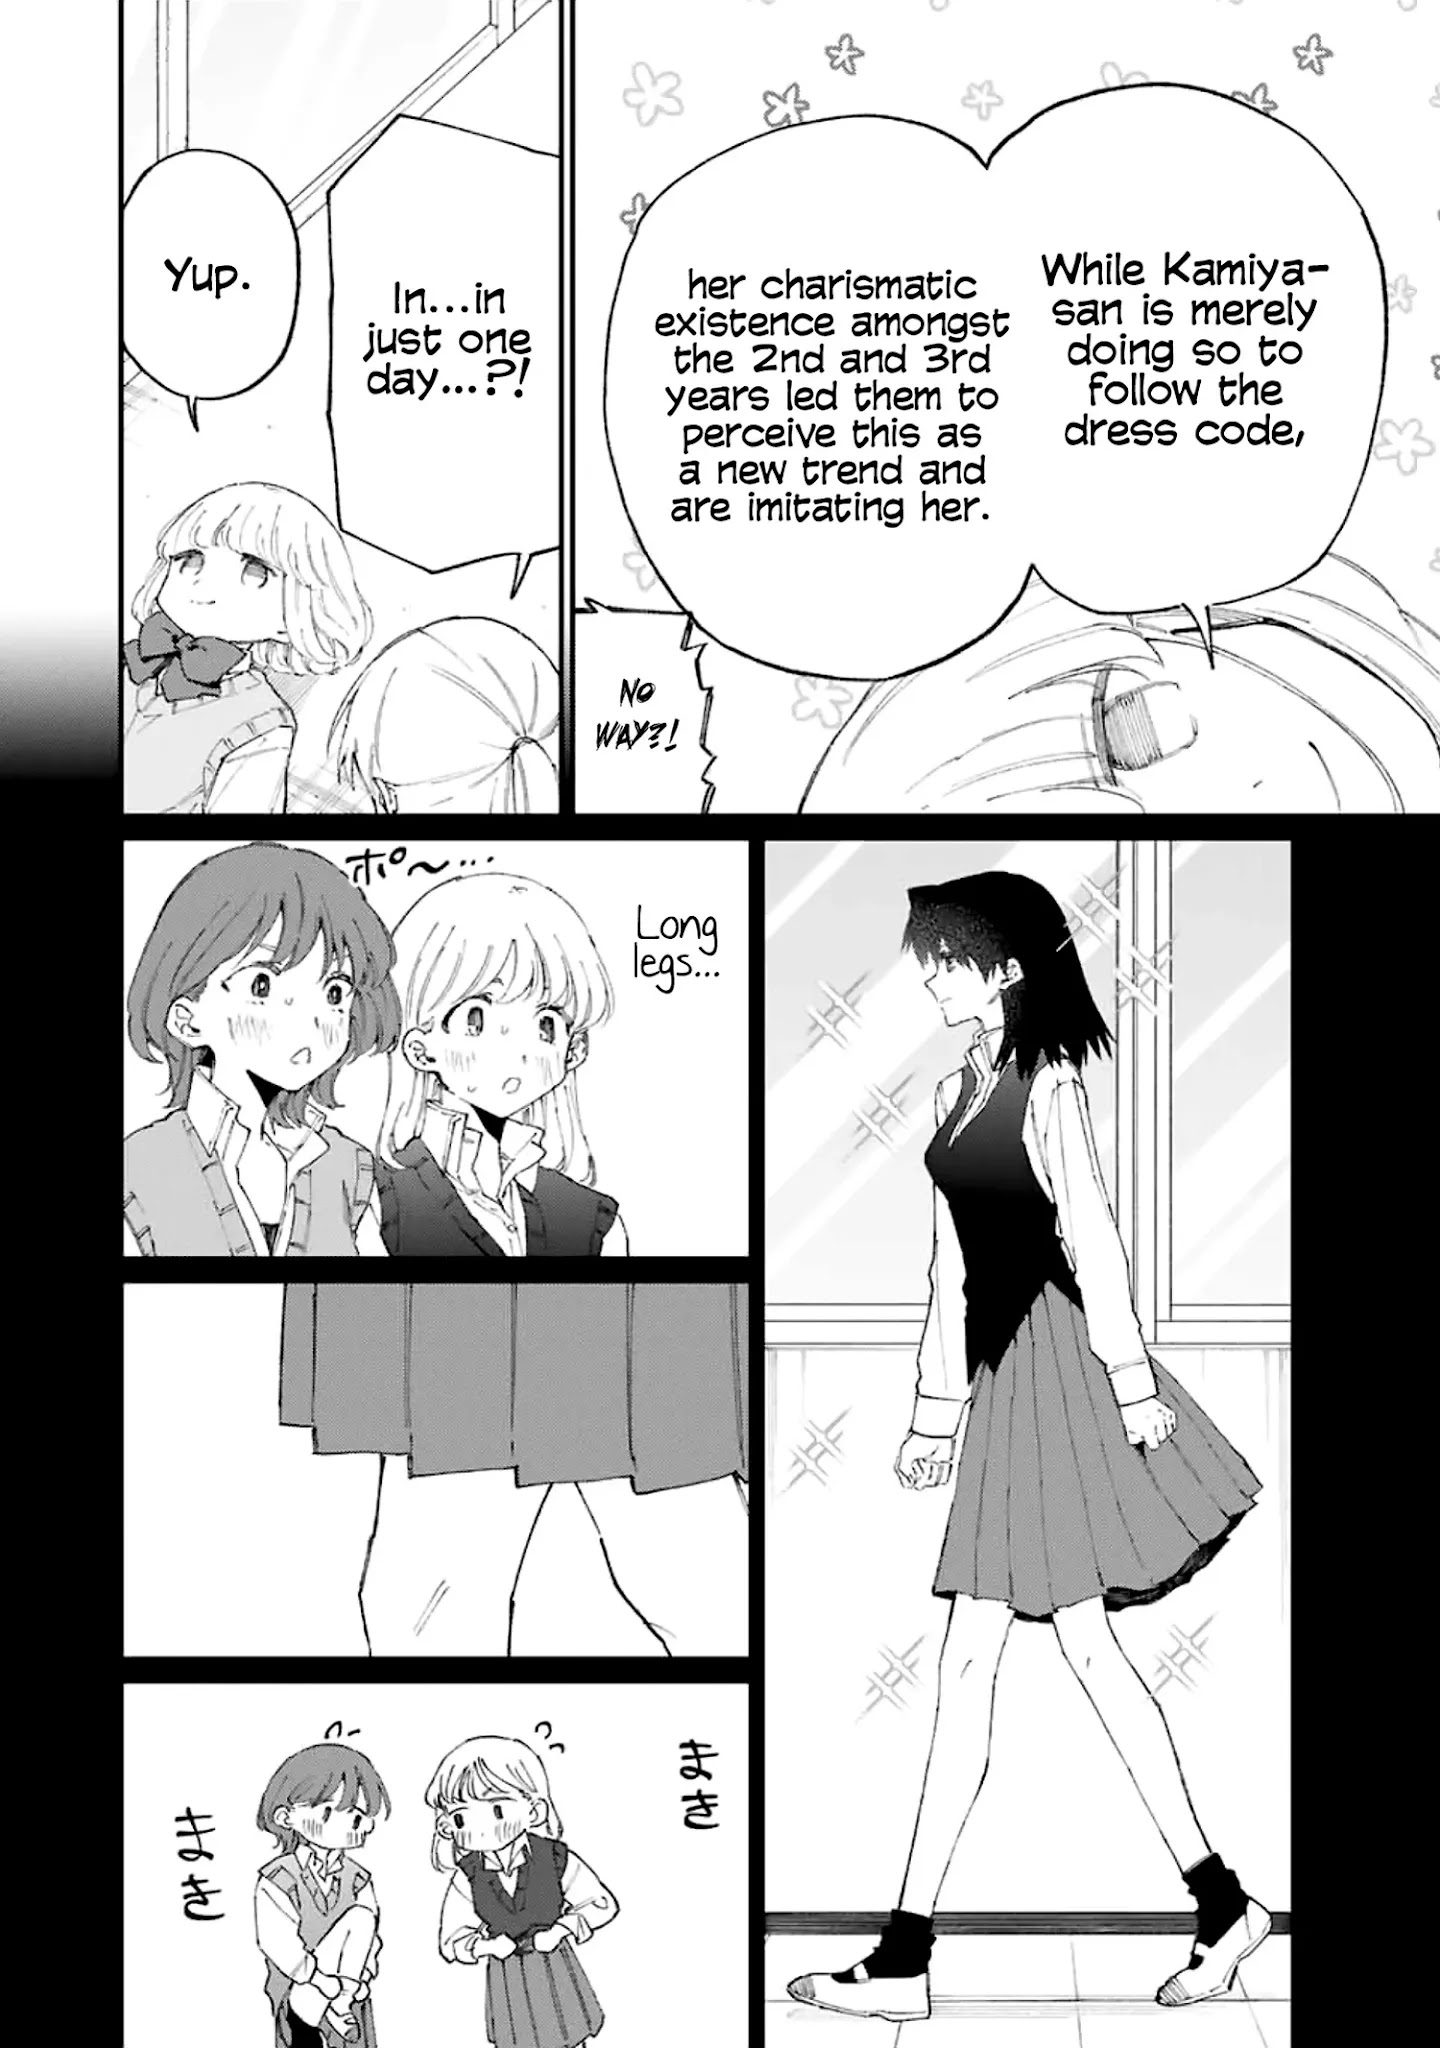 While Kamiya-
san is merely
doing so to
follow the
dress code,
her charismatic
existence amongst
the 2nd and 3rd
years led them to
perceive this as
a new trend and
are imitating her.
NO
WAY?!
In...in
just one
day...?!
Yup.
ポ～...
Long
legs...
まき
まき